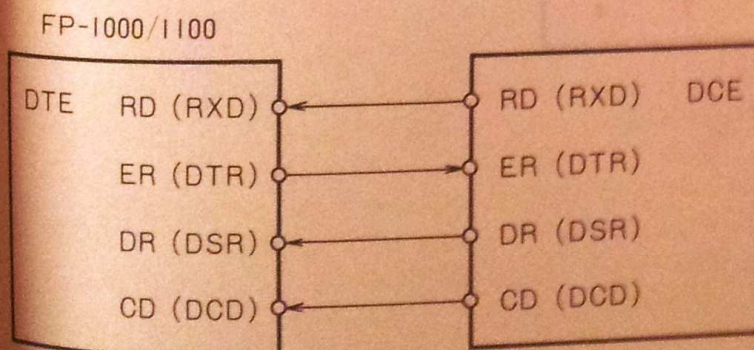 FP-1000/1100
DTE RD (RXD) RD (RXD) DCE
ER (DTR) ER (DTR)
DR (DSR) DR (DSR)
CD (DCD) CD (DCD)